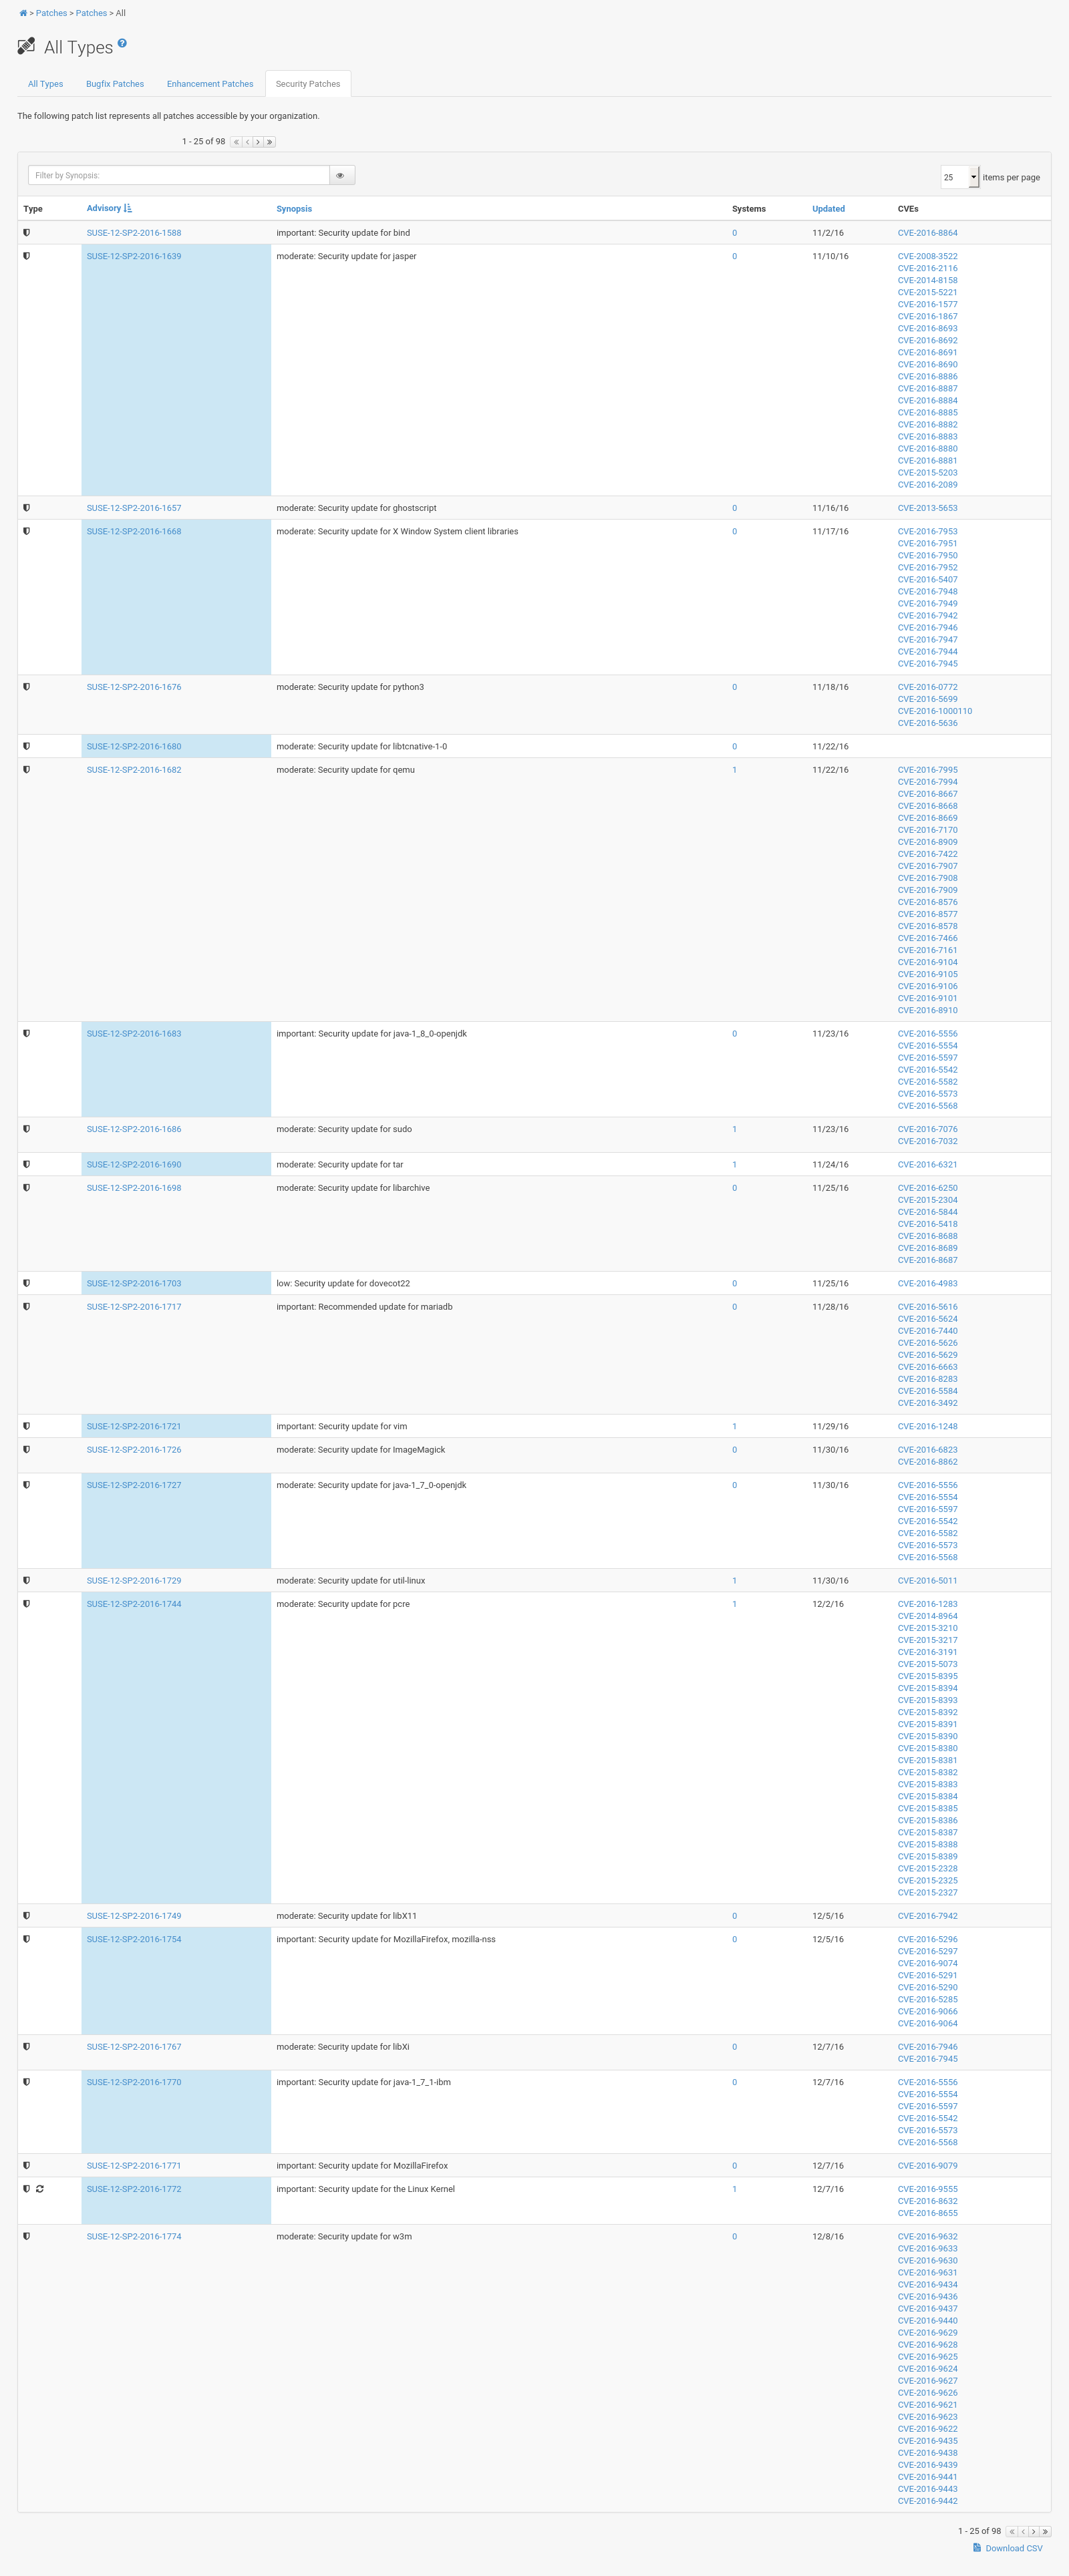 > Patches > Patches > All
All Types
All Types Bugfix Patches Enhancement Patches Security Patches
The following patch list represents all patches accessible by your organization.
1 - 25 of 98
Filter by Synopsis:
25 items per page
Type Advisory Synopsis Systems Updated CVEs
SUSE-12-SP2-2016-1588 important: Security update for bind 0 11/2/16 CVE-2016-8864
SUSE-12-SP2-2016-1639 moderate: Security update for jasper 0 11/10/16 CVE-2008-3522
CVE-2016-2116
CVE-2014-8158
CVE-2015-5221
CVE-2016-1577
CVE-2016-1867
CVE-2016-8693
CVE-2016-8692
CVE-2016-8691
CVE-2016-8690
CVE-2016-8886
CVE-2016-8887
CVE-2016-8884
CVE-2016-8885
CVE-2016-8882
CVE-2016-8883
CVE-2016-8880
CVE-2016-8881
CVE-2015-5203
CVE-2016-2089
SUSE-12-SP2-2016-1657 moderate: Security update for ghostscript 0 11/16/16 CVE-2013-5653
SUSE-12-SP2-2016-1668 moderate: Security update for X Window System client libraries 0 11/17/16 CVE-2016-7953
CVE-2016-7951
CVE-2016-7950
CVE-2016-7952
CVE-2016-5407
CVE-2016-7948
CVE-2016-7949
CVE-2016-7942
CVE-2016-7946
CVE-2016-7947
CVE-2016-7944
CVE-2016-7945
SUSE-12-SP2-2016-1676 moderate: Security update for python3 0 11/18/16 CVE-2016-0772
CVE-2016-5699
CVE-2016-1000110
CVE-2016-5636
SUSE-12-SP2-2016-1680 moderate: Security update for libtcnative-1-0 0 11/22/16
SUSE-12-SP2-2016-1682 moderate: Security update for qemu 1 11/22/16 CVE-2016-7995
CVE-2016-7994
CVE-2016-8667
CVE-2016-8668
CVE-2016-8669
CVE-2016-7170
CVE-2016-8909
CVE-2016-7422
CVE-2016-7907
CVE-2016-7908
CVE-2016-7909
CVE-2016-8576
CVE-2016-8577
CVE-2016-8578
CVE-2016-7466
CVE-2016-7161
CVE-2016-9104
CVE-2016-9105
CVE-2016-9106
CVE-2016-9101
CVE-2016-8910
SUSE-12-SP2-2016-1683 important: Security update for java-1_8_0-openjdk 0 11/23/16 CVE-2016-5556
CVE-2016-5554
CVE-2016-5597
CVE-2016-5542
CVE-2016-5582
CVE-2016-5573
CVE-2016-5568
SUSE-12-SP2-2016-1686 moderate: Security update for sudo 1 11/23/16 CVE-2016-7076
CVE-2016-7032
SUSE-12-SP2-2016-1690 moderate: Security update for tar 1 11/24/16 CVE-2016-6321
SUSE-12-SP2-2016-1698 moderate: Security update for libarchive 0 11/25/16 CVE-2016-6250
CVE-2015-2304
CVE-2016-5844
CVE-2016-5418
CVE-2016-8688
CVE-2016-8689
CVE-2016-8687
SUSE-12-SP2-2016-1703 low: Security update for dovecot22 0 11/25/16 CVE-2016-4983
SUSE-12-SP2-2016-1717 important: Recommended update for mariadb 0 11/28/16 CVE-2016-5616
CVE-2016-5624
CVE-2016-7440
CVE-2016-5626
CVE-2016-5629
CVE-2016-6663
CVE-2016-8283
CVE-2016-5584
CVE-2016-3492
SUSE-12-SP2-2016-1721 important: Security update for vim 1 11/29/16 CVE-2016-1248
SUSE-12-SP2-2016-1726 moderate: Security update for ImageMagick 0 11/30/16 CVE-2016-6823
CVE-2016-8862
SUSE-12-SP2-2016-1727 moderate: Security update for java-1_7_0-openjdk 0 11/30/16 CVE-2016-5556
CVE-2016-5554
CVE-2016-5597
CVE-2016-5542
CVE-2016-5582
CVE-2016-5573
CVE-2016-5568
SUSE-12-SP2-2016-1729 moderate: Security update for util-linux 1 11/30/16 CVE-2016-5011
SUSE-12-SP2-2016-1744 moderate: Security update for pcre 1 12/2/16 CVE-2016-1283
CVE-2014-8964
CVE-2015-3210
CVE-2015-3217
CVE-2016-3191
CVE-2015-5073
CVE-2015-8395
CVE-2015-8394
CVE-2015-8393
CVE-2015-8392
CVE-2015-8391
CVE-2015-8390
CVE-2015-8380
CVE-2015-8381
CVE-2015-8382
CVE-2015-8383
CVE-2015-8384
CVE-2015-8385
CVE-2015-8386
CVE-2015-8387
CVE-2015-8388
CVE-2015-8389
CVE-2015-2328
CVE-2015-2325
CVE-2015-2327
SUSE-12-SP2-2016-1749 moderate: Security update for libX11 0 12/5/16 CVE-2016-7942
SUSE-12-SP2-2016-1754 important: Security update for MozillaFirefox, mozilla-nss 0 12/5/16 CVE-2016-5296
CVE-2016-5297
CVE-2016-9074
CVE-2016-5291
CVE-2016-5290
CVE-2016-5285
CVE-2016-9066
CVE-2016-9064
SUSE-12-SP2-2016-1767 moderate: Security update for libXi 0 12/7/16 CVE-2016-7946
CVE-2016-7945
SUSE-12-SP2-2016-1770 important: Security update for java-1_7_1-ibm 0 12/7/16 CVE-2016-5556
CVE-2016-5554
CVE-2016-5597
CVE-2016-5542
CVE-2016-5573
CVE-2016-5568
SUSE-12-SP2-2016-1771 important: Security update for MozillaFirefox 0 12/7/16 CVE-2016-9079
SUSE-12-SP2-2016-1772 important: Security update for the Linux Kernel 1 12/7/16 CVE-2016-9555
CVE-2016-8632
CVE-2016-8655
SUSE-12-SP2-2016-1774 moderate: Security update for w3m 0 12/8/16 CVE-2016-9632
CVE-2016-9633
CVE-2016-9630
CVE-2016-9631
CVE-2016-9434
CVE-2016-9436
CVE-2016-9437
CVE-2016-9440
CVE-2016-9629
CVE-2016-9628
CVE-2016-9625
CVE-2016-9624
CVE-2016-9627
CVE-2016-9626
CVE-2016-9621
CVE-2016-9623
CVE-2016-9622
CVE-2016-9435
CVE-2016-9438
CVE-2016-9439
CVE-2016-9441
CVE-2016-9443
CVE-2016-9442
1 - 25 of 98
Download CSV